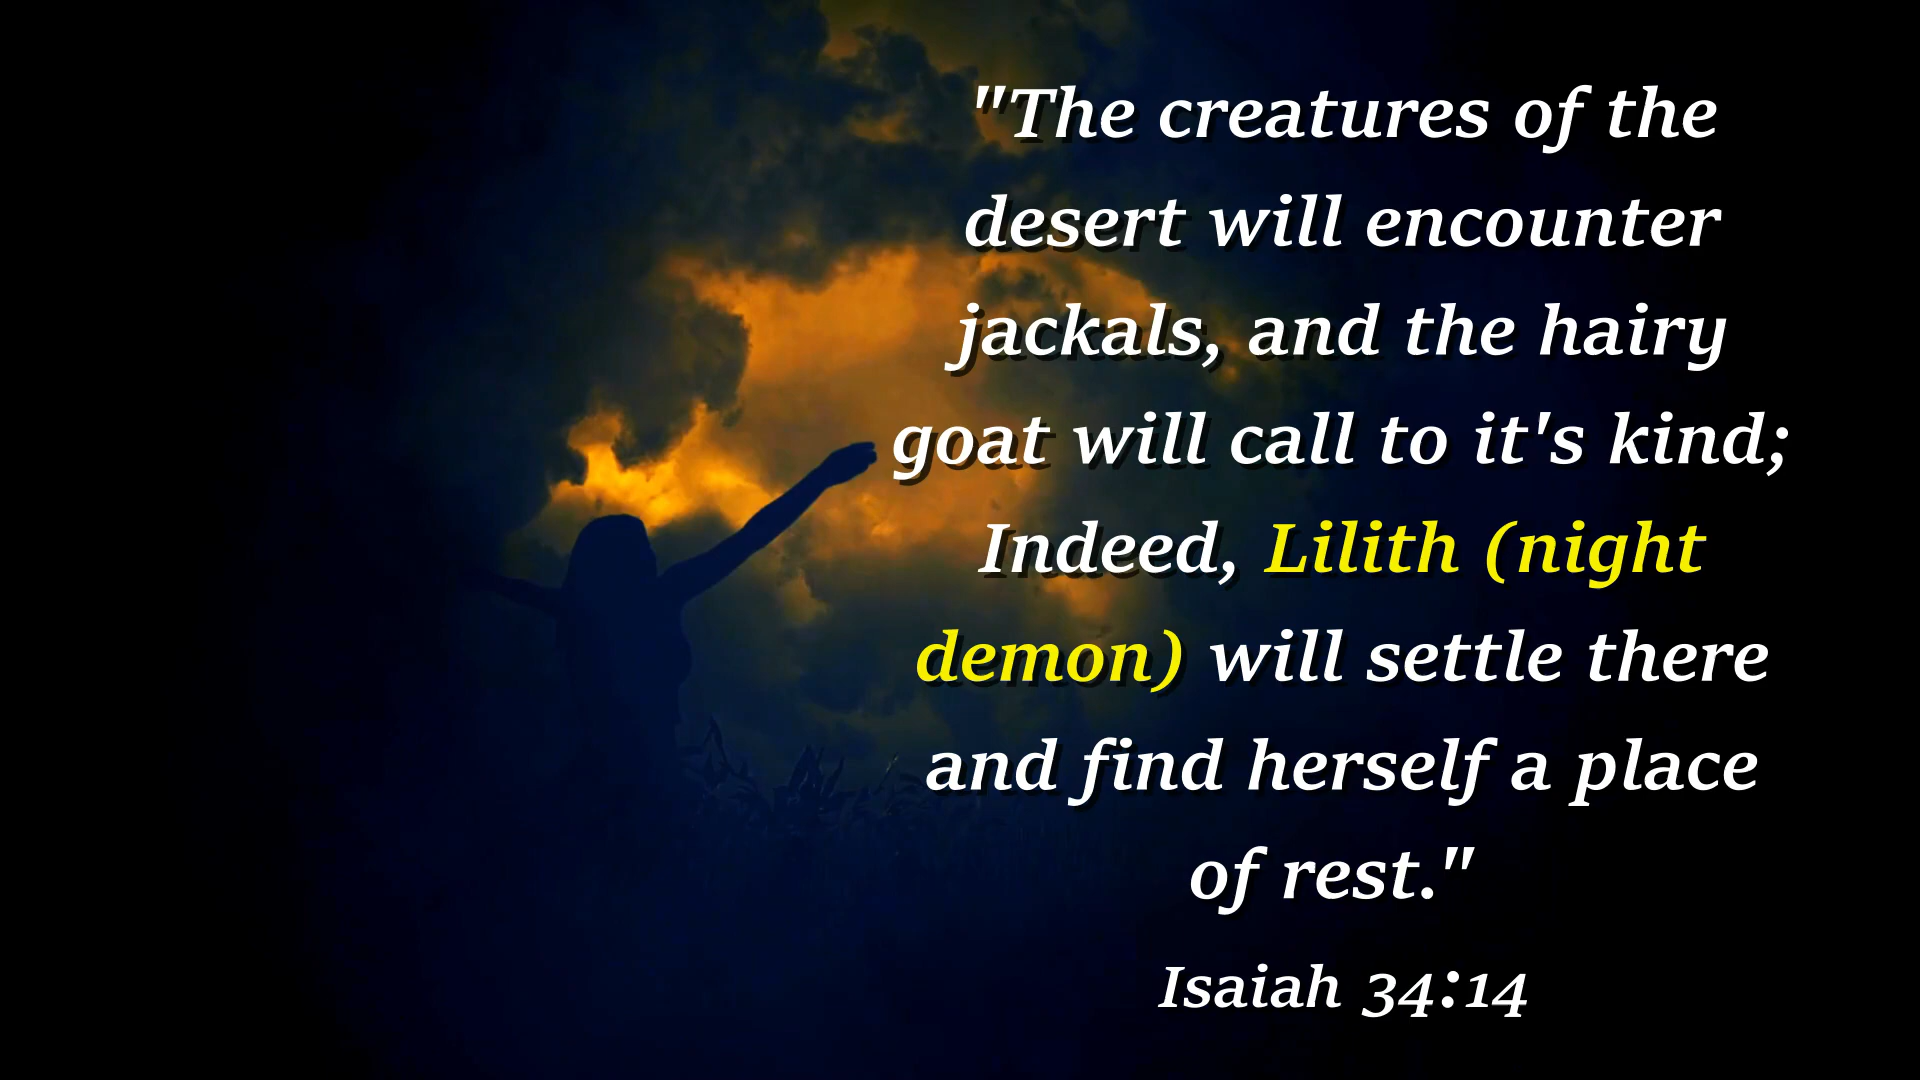 "The creatures of the
desert will encounter
jackals, and the hairy
goat will call to it's kind;
Indeed, Lilith (night
demon) will settle there
and find herself a place
of rest."
Isaiah 34:14